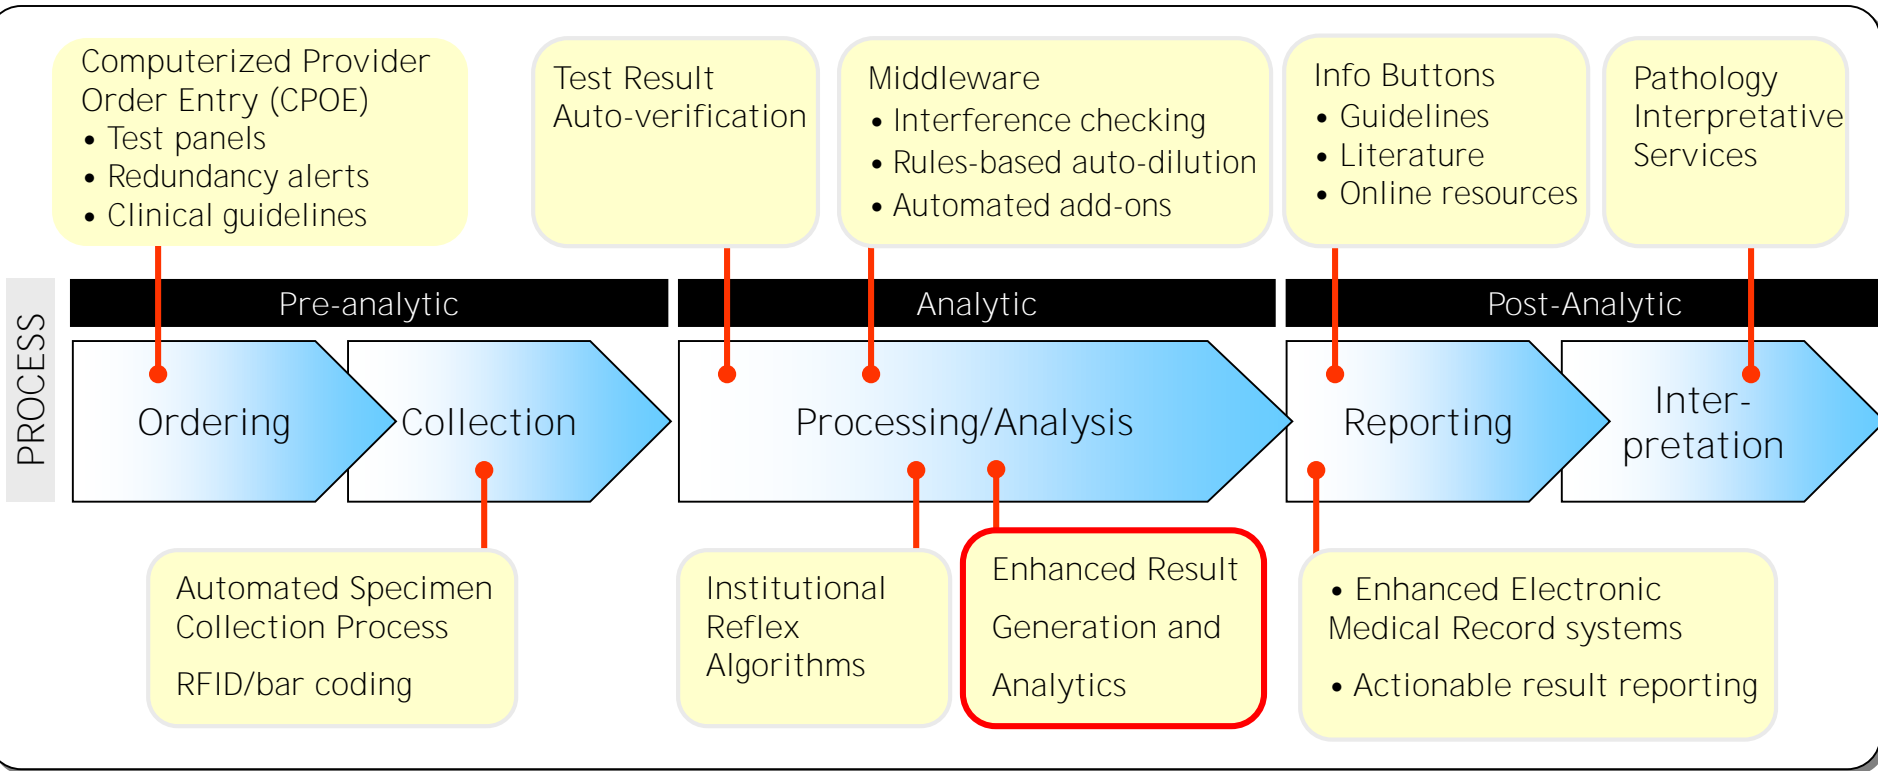 Computerized Provider
Order Entry (CPOE)
• Test panels
• Redundancy alerts
• Clinical guidelines
Test Result
Auto-verification
Middleware
• Interference checking
• Rules-based auto-dilution
• Automated add-ons
Info Buttons
• Guidelines
• Literature
• Online resources
Pathology
Interpretative
Services
PROCESS
Pre-analytic
Analytic
Post-Analytic
Ordering
Collection
Processing/Analysis
Reporting
Inter-
pretation
Automated Specimen
Collection Process
RFID/bar coding
Institutional
Reflex
Algorithms
Enhanced Result
Generation and
Analytics
• Enhanced Electronic
Medical Record systems
• Actionable result reporting